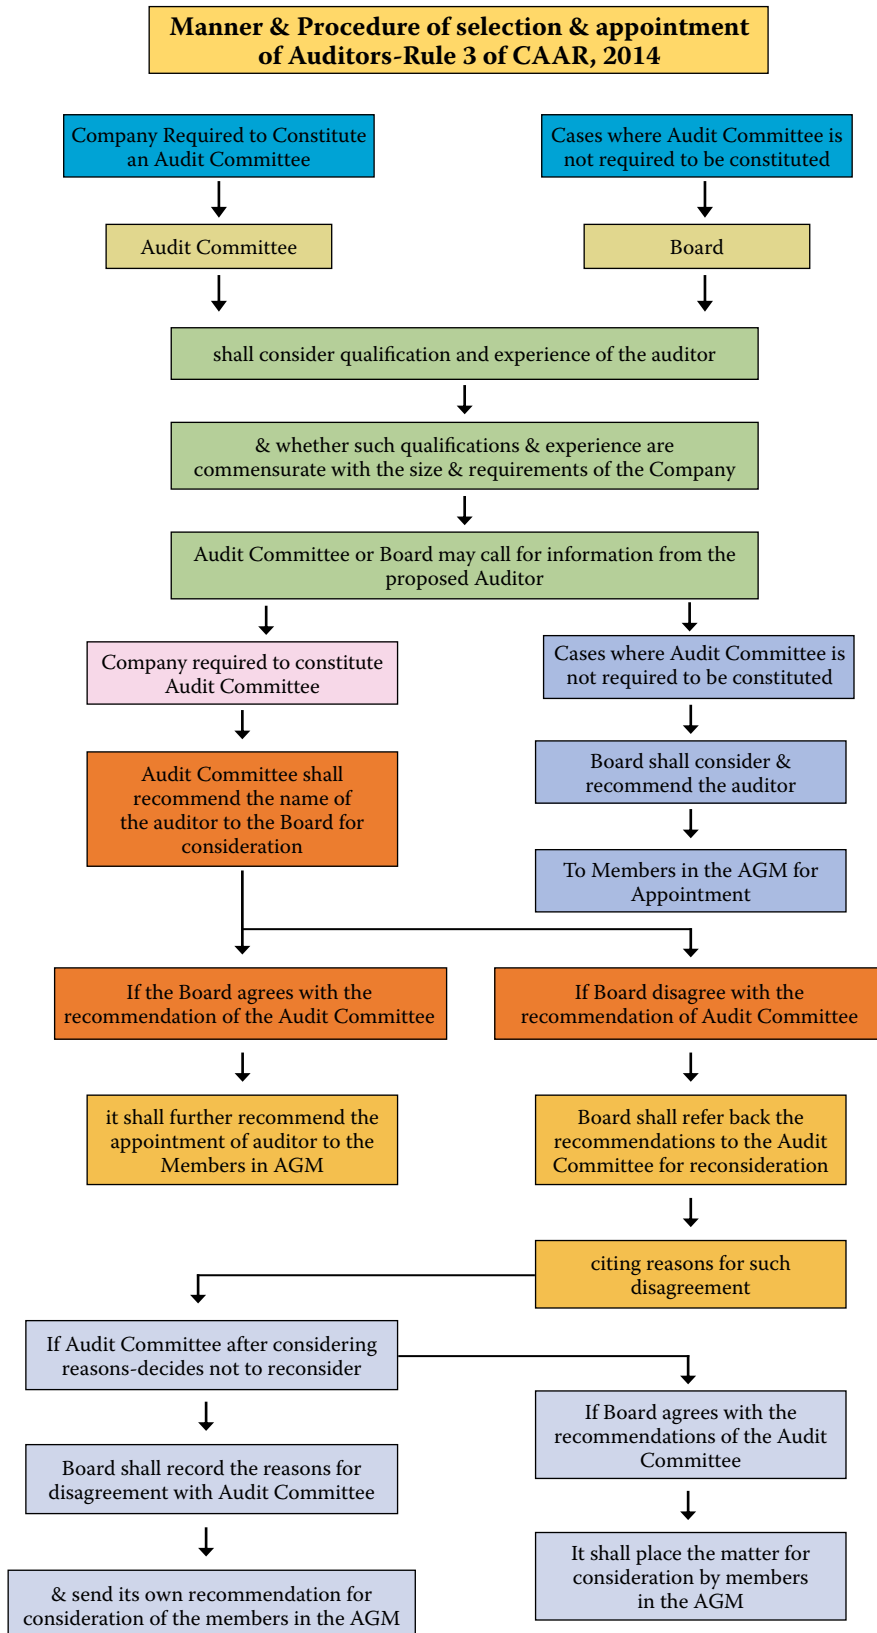 Manner & Procedure of selection & appointment
of Auditors-Rule 3 of CAAR, 2014
Company Required to Constitute
an Audit Committee
Cases where Audit Committee is
not required to be constituted
Audit Committee
Board
shall consider qualification and experience of the auditor
& whether such qualifications & experience are
commensurate with the size & requirements of the Company
Audit Committee or Board may call for information from the
proposed Auditor
Company required to constitute
Audit Committee
Cases where Audit Committee is
not required to be constituted
Audit Committee shall
recommend the name of
the auditor to the Board for
consideration
Board shall consider &
recommend the auditor
To Members in the AGM for
Appointment
If the Board agrees with the
recommendation of the Audit Committee
If Board disagree with the
recommendation of Audit Committee
it shall further recommend the
appointment of auditor to the
Members in AGM
Board shall refer back the
recommendations to the Audit
Committee for reconsideration
citing reasons for such
disagreement
If Audit Committee after considering
reasons-decides not to reconsider
If Board agrees with the
recommendations of the Audit
Committee
Board shall record the reasons for
disagreement with Audit Committee
It shall place the matter for
consideration by members
in the AGM
& send its own recommendation for
consideration of the members in the AGM